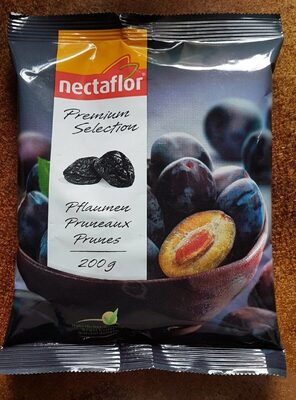 nectaflor®
Premium
Selection
Pflaumen
Pruneaux
Prunes
200g